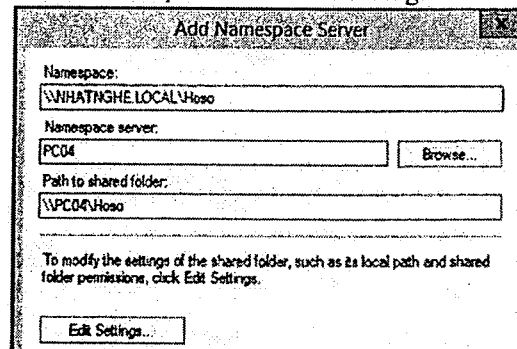 Add Namespace Server
Namespace:
\\NHATNGHE.LOCAL\Hoso
Namespace server:
PC04
Browse...
Path to shared folder:
\\PC04\Hoso
To modify the settings of the shared folder, such as its local path and shared
folder permissions, click Edit Settings.
Edit Settings...